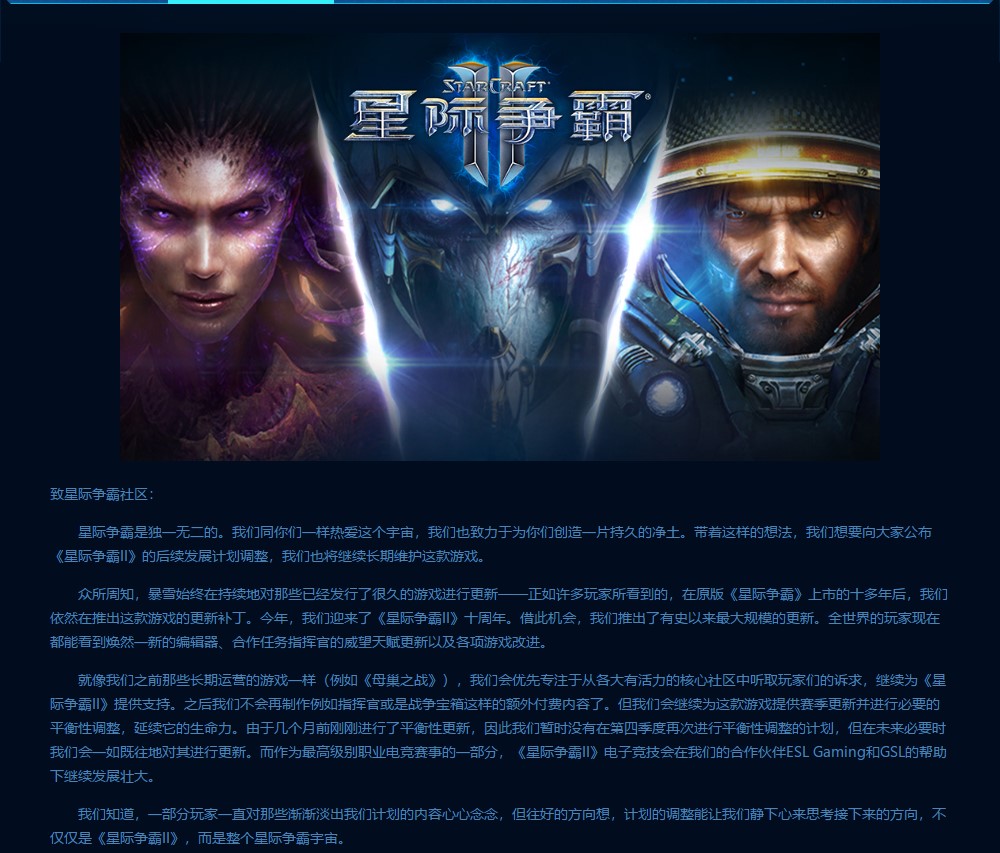 STARCRAFT
II
星际争霸
致星际争霸社区：
星际争霸是独一无二的。我们同你们一样热爱这个宇宙，我们也致力于为你们创造一片持久的净土。带着这样的想法，我们想要向大家公布
《星际争霸II》的后续发展计划调整，我们也将继续长期维护这款游戏。
众所周知，暴雪始终在持续地对那些已经发行了很久的游戏进行更新——正如许多玩家所看到的，在原版《星际争霸》上市的十多年后，我们
依然在推出这款游戏的更新补丁。今年，我们迎来了《星际争霸II》十周年。借此机会，我们推出了有史以来最大规模的更新。全世界的玩家现在
都能看到焕然一新的编辑器、合作任务指挥官的威望天赋更新以及各项游戏改进。
就像我们之前那些长期运营的游戏一样（例如《母巢之战》），我们会优先专注于从各大有活力的核心社区中听取玩家们的诉求，继续为《星
际争霸II》提供支持。之后我们不会再制作例如指挥官或是战争宝箱这样的额外付费内容了。但我们会继续为这款游戏提供赛季更新并进行必要的
平衡性调整，延续它的生命力。由于几个月前刚刚进行了平衡性更新，因此我们暂时没有在第四季度再次进行平衡性调整的计划，但在未来必要时
我们会一如既往地对其进行更新。而作为最高级别职业电竞赛事的一部分，《星际争霸II》电子竞技会在我们的合作伙伴ESL Gaming和GSL的帮助
下继续发展壮大。
我们知道，一部分玩家一直对那些渐渐淡出我们计划的内容心心念念，但往好的方向想，计划的调整能让我们静下心来思考接下来的方向，不
仅仅是《星际争霸II》，而是整个星际争霸宇宙。